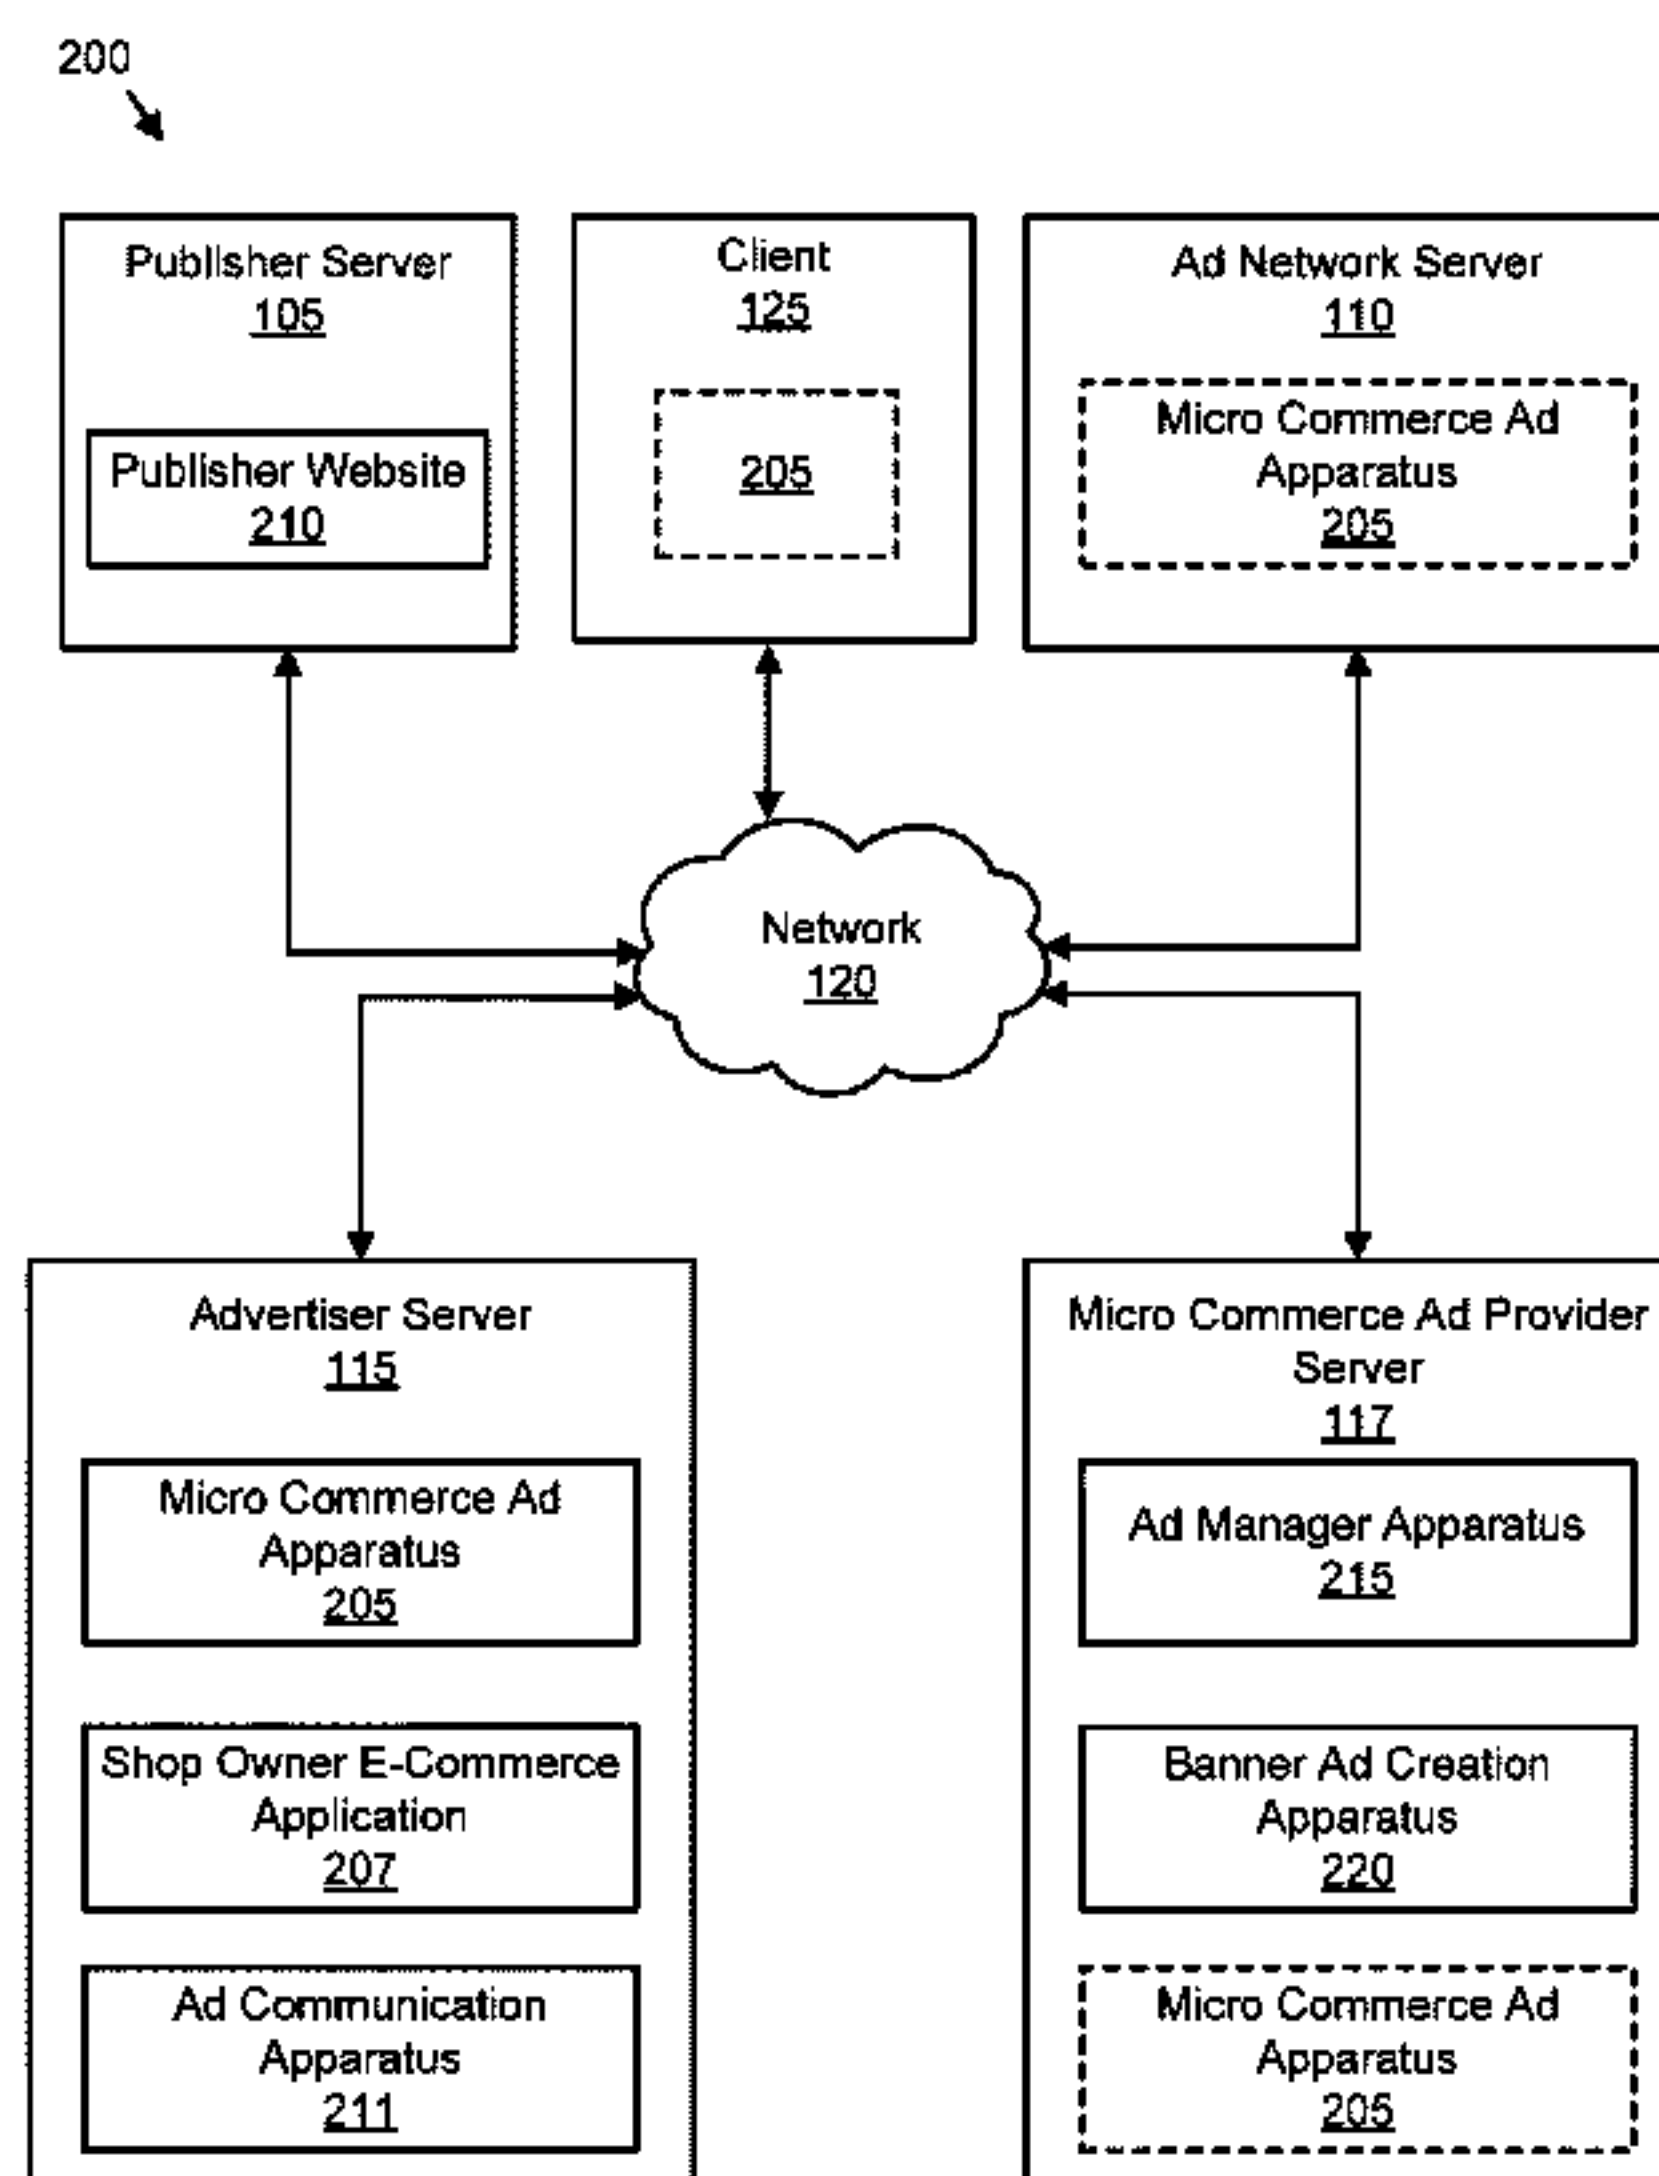 200
Publisher Server
105
Publisher Website
210
Client
125
205
Ad Network Server
110
Micro Commerce Ad
Apparatus
205
Network
120
Advertiser Server
115
Micro Commerce Ad
Apparatus
205
Shop Owner E-Commerce
Application
207
Ad Communication
Apparatus
211
Micro Commerce Ad Provider
Server
117
Ad Manager Apparatus
215
Banner Ad Creation
Apparatus
220
Micro Commerce Ad
Apparatus
205